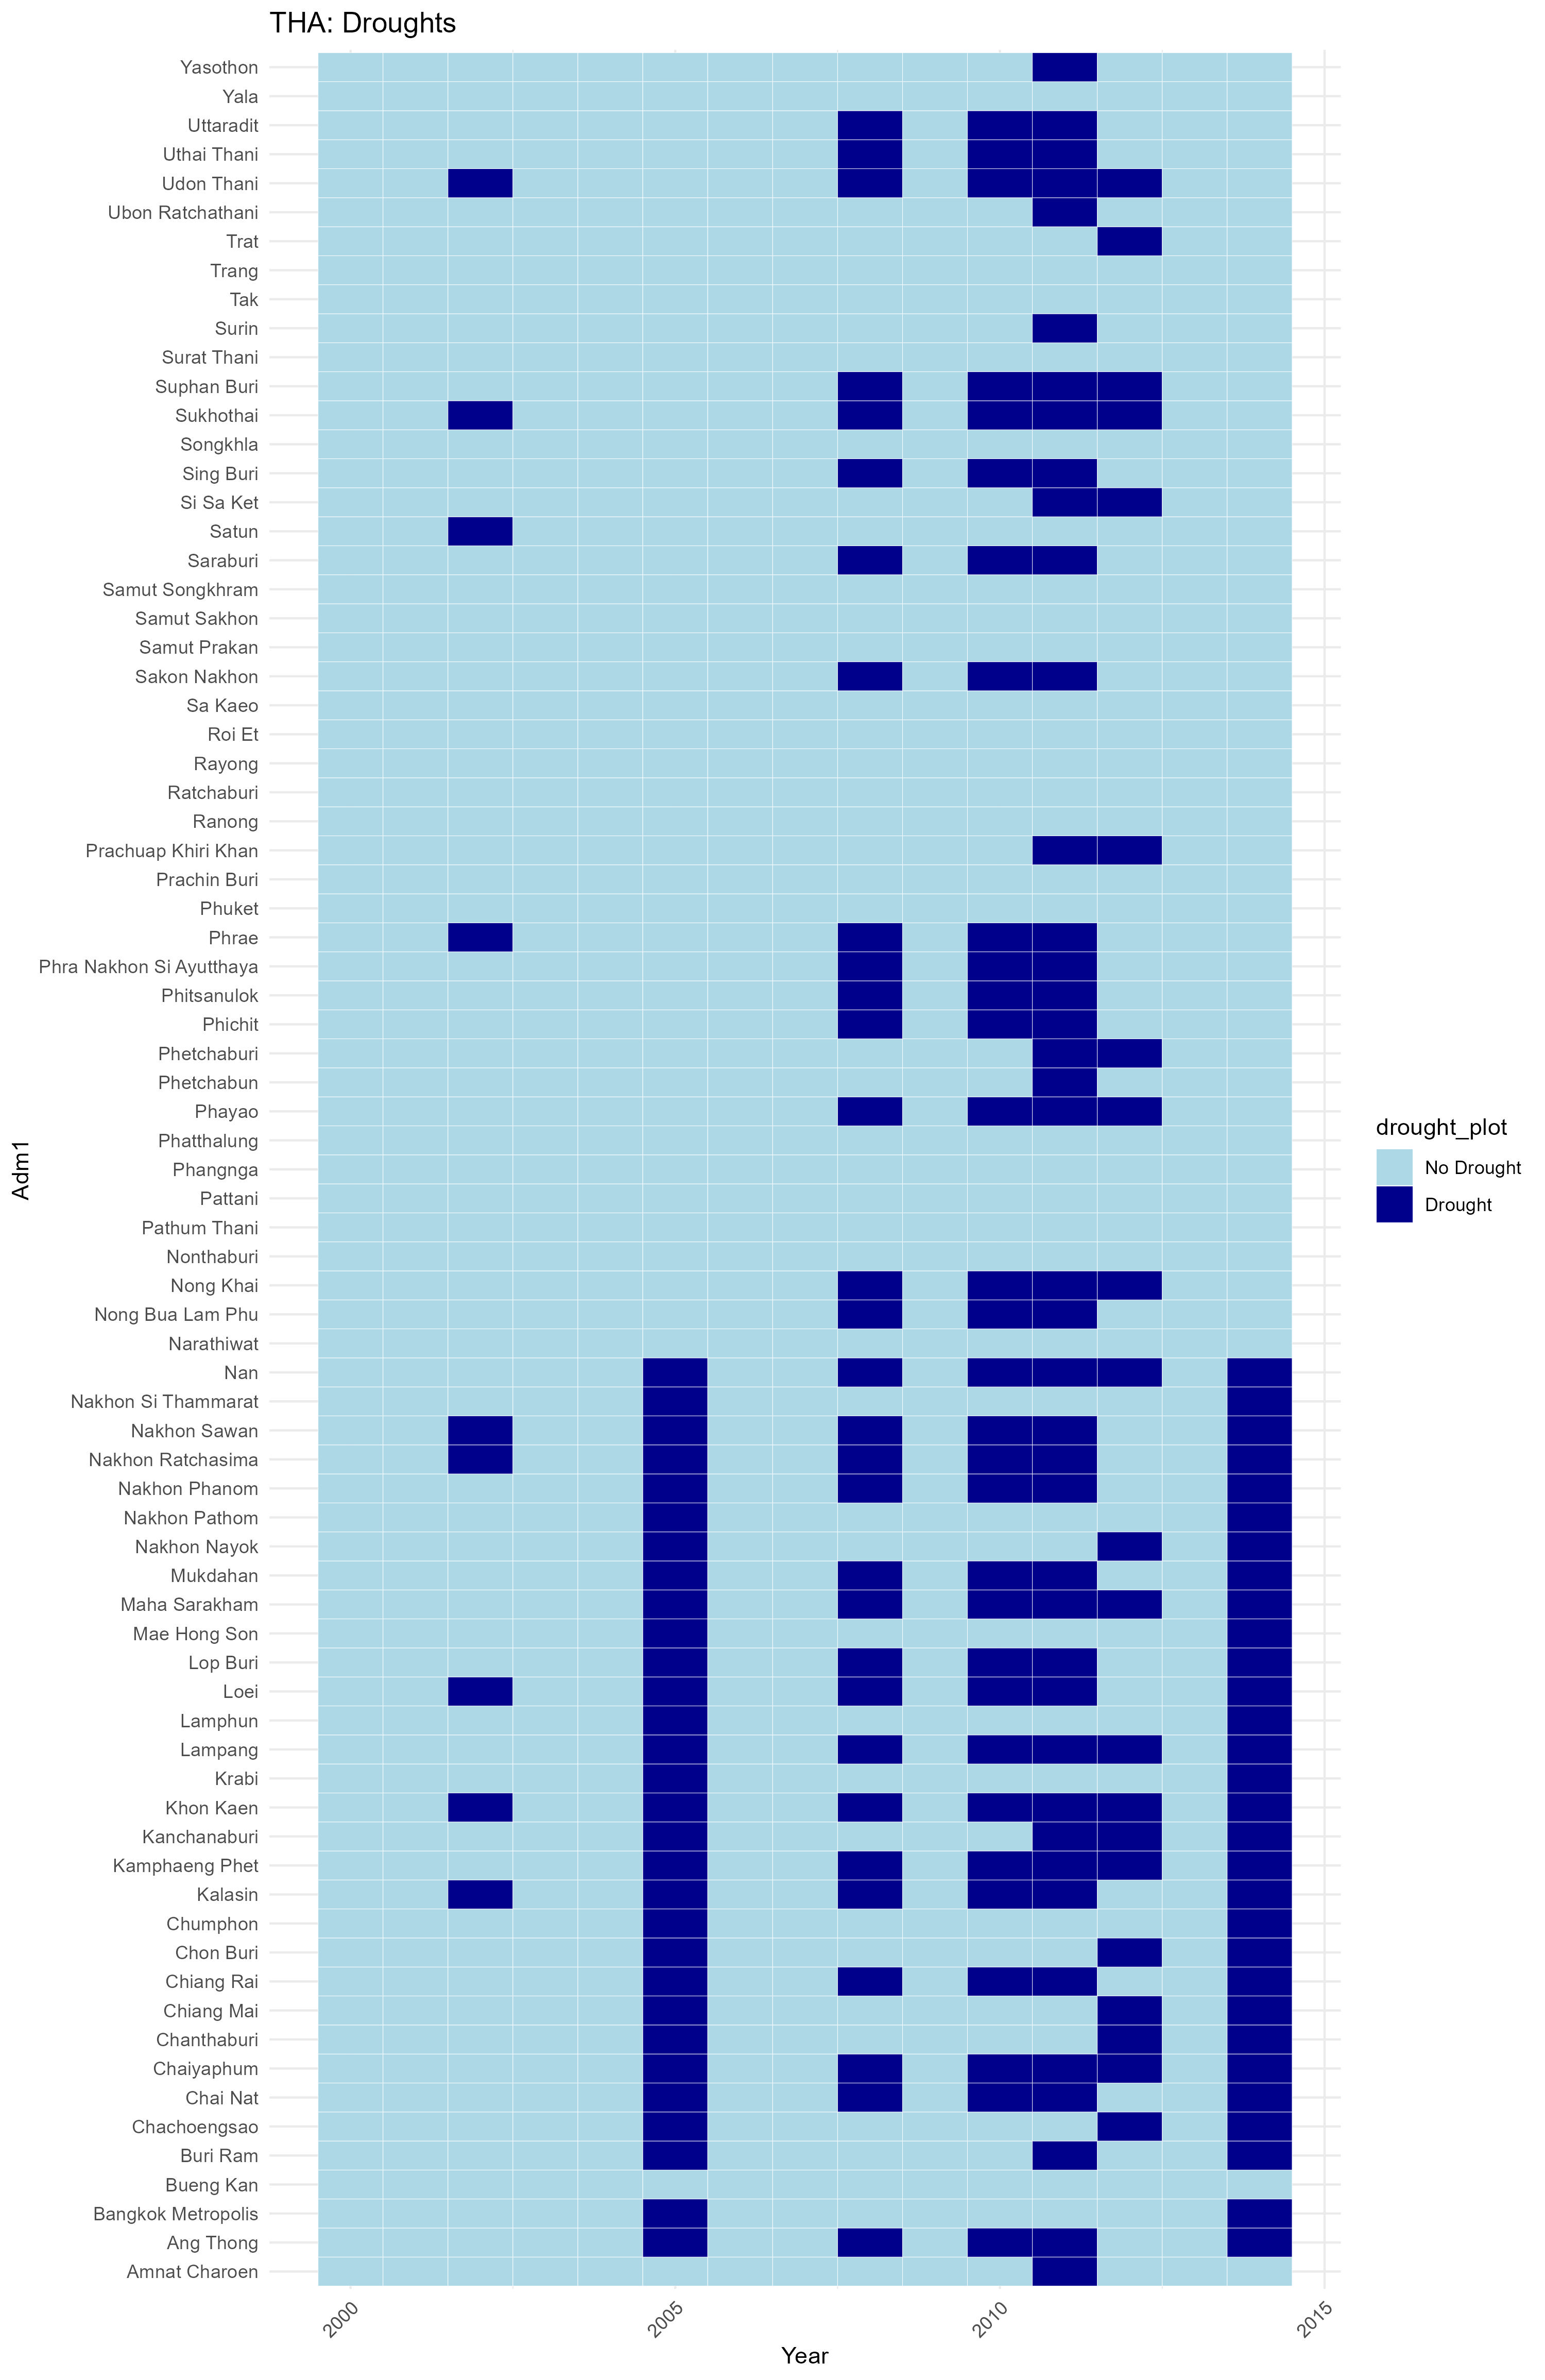 THA: Droughts
Yasothon
Yala
Uttaradit
Uthai Thani
Udon Thani
Ubon Ratchathani
Trat
Trang
Tak
Surin
Surat Thani
Suphan Buri
Sukhothai
Songkhla
Sing Buri
Si Sa Ket
Satun
Saraburi
Samut Songkhram
Samut Sakhon
Samut Prakan
Sakon Nakhon
Sa Kaeo
Roi Et
Rayong
Ratchaburi
Ranong
Prachuap Khiri Khan
Prachin Buri
Phuket
Phrae
Phra Nakhon Si Ayutthaya
Phitsanulok
Phichit
Phetchaburi
Phetchabun
Phayao
Phatthalung
Phangnga
Pattani
Pathum Thani
Nonthaburi
Nong Khai
Nong Bua Lam Phu
Narathiwat
Nan
Nakhon Si Thammarat
Nakhon Sawan
Nakhon Ratchasima
Nakhon Phanom
Nakhon Pathom
Nakhon Nayok
Mukdahan
Maha Sarakham
Mae Hong Son
Lop Buri
Loei
Lamphun
Lampang
Krabi
Khon Kaen
Kanchanaburi
Kamphaeng Phet
Kalasin
Chumphon
Chon Buri
Chiang Rai
Chiang Mai
Chanthaburi
Chaiyaphum
Chai Nat
Chachoengsao
Buri Ram
Bueng Kan
Bangkok Metropolis
Ang Thong
Amnat Charoen
Adm1
2000
2005
2010
2015
Year
drought_plot
No Drought
Drought